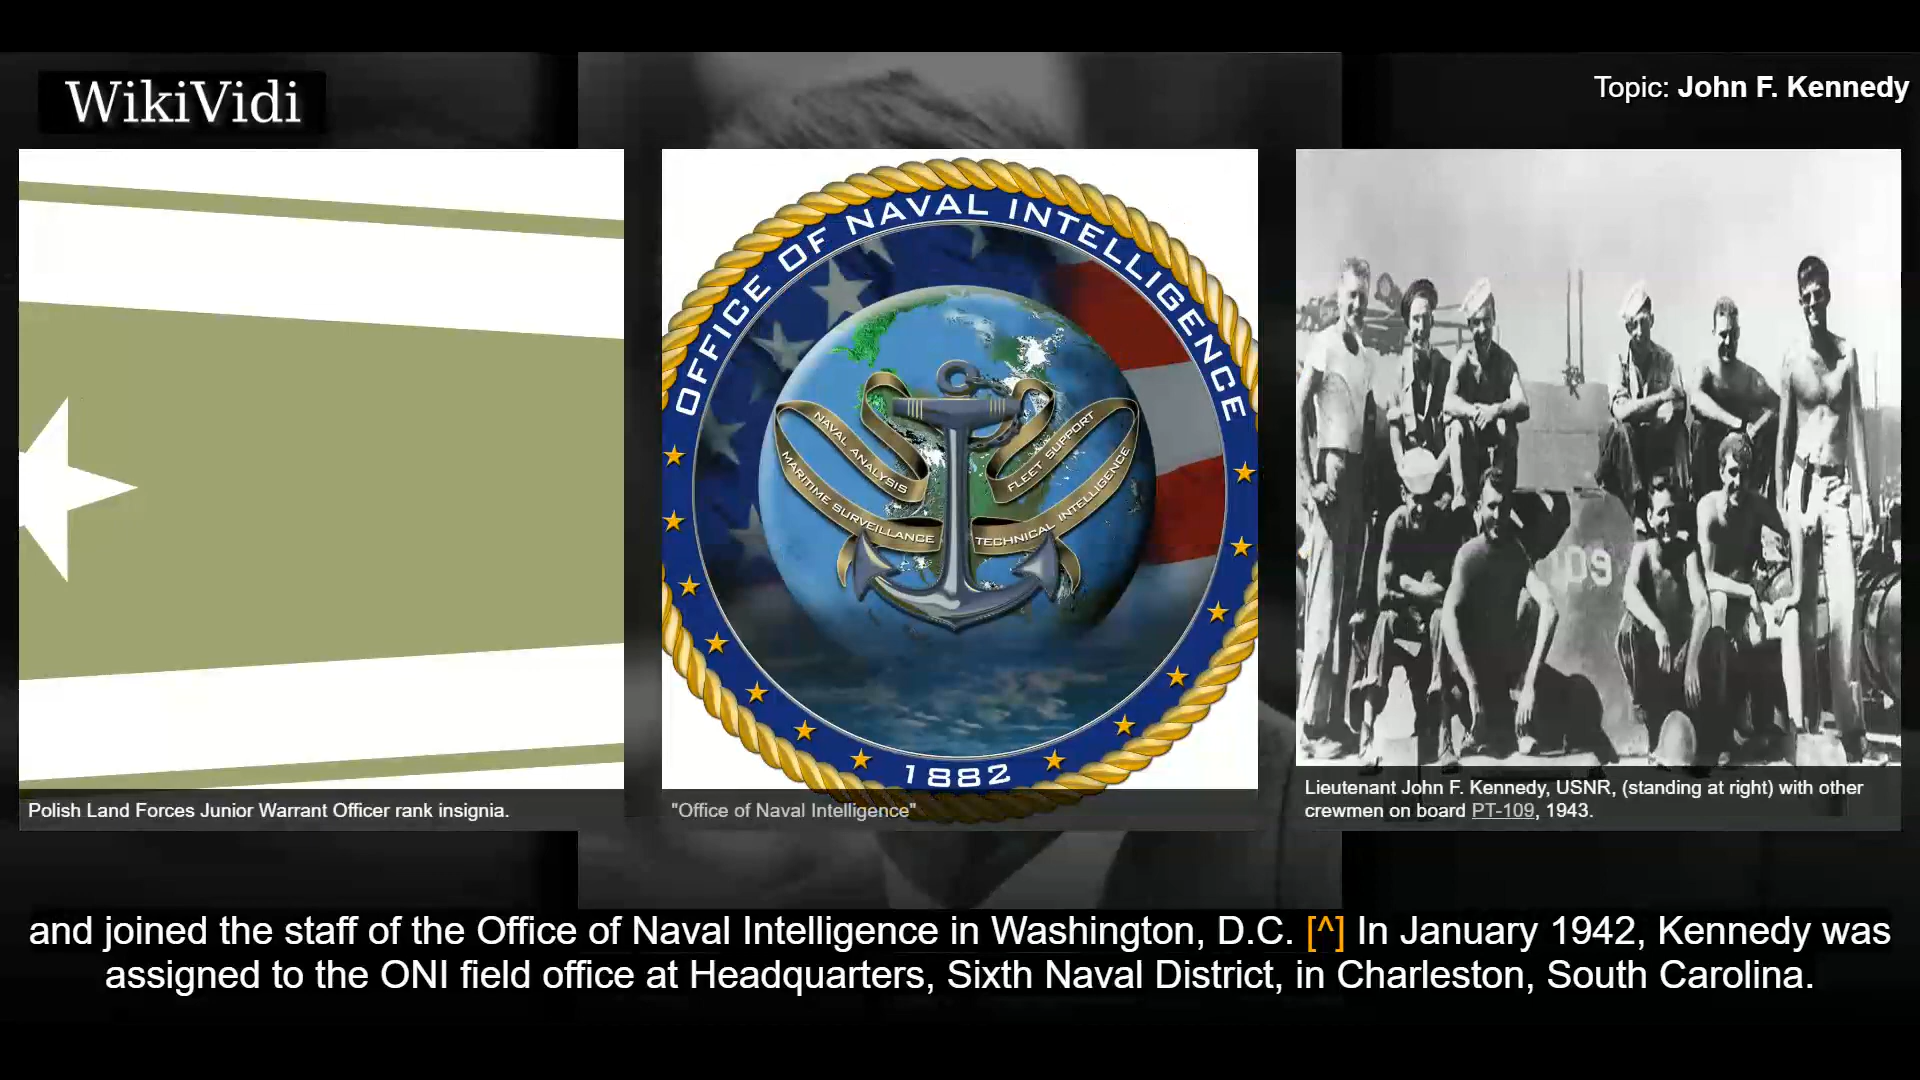 WikiVidi
Topic: John F. Kennedy
OFFICE OF NAVAL INTELLIGENCE
NAVAL ANALYSIS
FLEET SUPPORT
MARITIME SURVEILLANCE
TECHNICAL INTELLIGENCE
1882
109
Polish Land Forces Junior Warrant Officer rank insignia.
"Office of Naval Intelligence"
Lieutenant John F. Kennedy, USNR, (standing at right) with other
crewmen on board PT-109, 1943.
and joined the staff of the Office of Naval Intelligence in Washington, D.C. [^] In January 1942, Kennedy was
assigned to the ONI field office at Headquarters, Sixth Naval District, in Charleston, South Carolina.